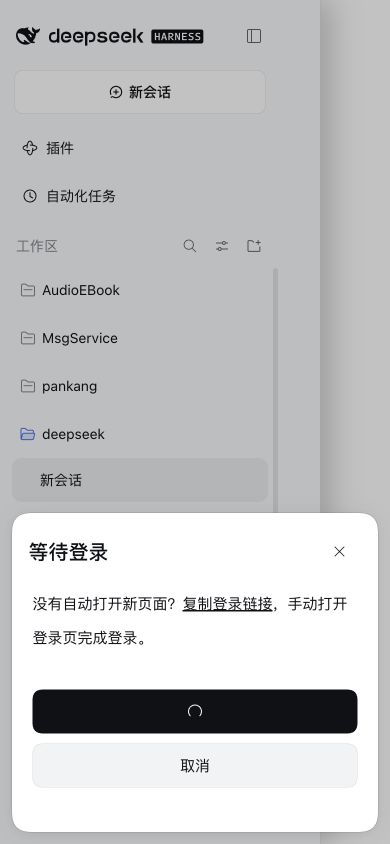 deepseek HARNESS
新会话
插件
自动化任务
工作区
AudioEBook
MsgService
pankang
deepseek
新会话
等待登录
没有自动打开新页面？复制登录链接，手动打开
登录页完成登录。
取消